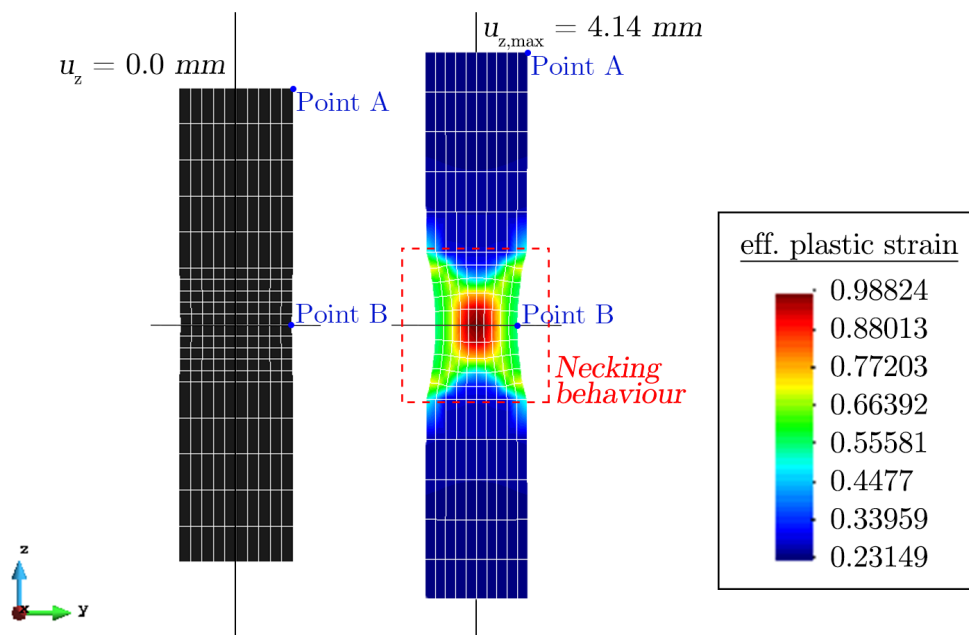 u_z = 0.0 mm
u_z,max = 4.14 mm
Point A
Point A
Point B
Point B
Necking
behaviour
eff. plastic strain
0.98824
0.88013
0.77203
0.66392
0.55581
0.4477
0.33959
0.23149
z
x
y